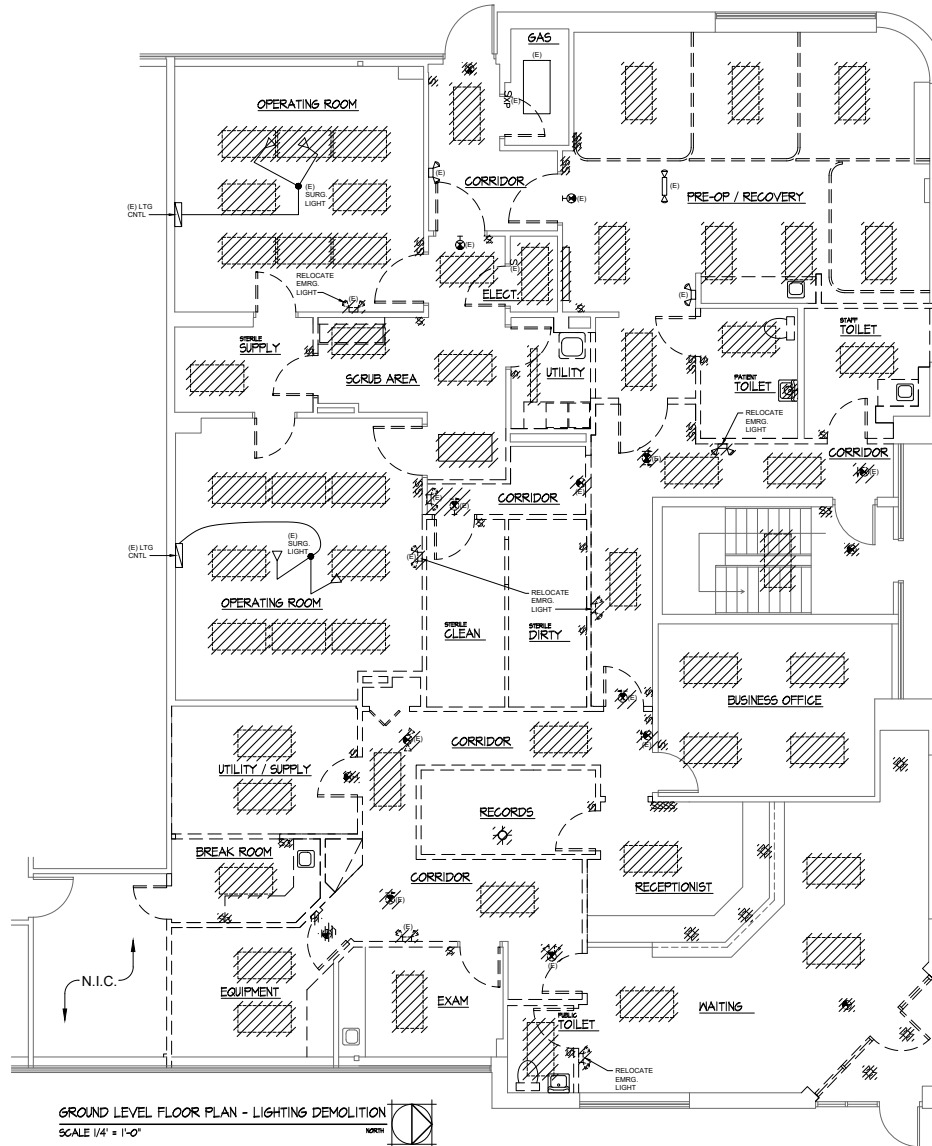 GAS
(E)
SXP
(E)
OPERATING ROOM
(E)
CORRIDOR
(E)
(E)
PRE-OP / RECOVERY
(E)
SURG.
LIGHT
(E) LTG
CNTL
(E)
RELOCATE
EMRG.
LIGHT
(E)
S
(E)
ELECT.
(E)
STERILE
SUPPLY
SCRUB AREA
UTILITY
STAFF
TOILET
PATIENT
TOILET
RELOCATE
EMRG.
LIGHT
(E)
CORRIDOR
(E)
CORRIDOR
(E)
(E)
(E) LTG
CNTL
(E)
SURG.
LIGHT
(E)
OPERATING ROOM
RELOCATE
EMRG.
LIGHT
STERILE
CLEAN
STERILE
DIRTY
BUSINESS OFFICE
(E)
(E)
CORRIDOR
(E)
UTILITY / SUPPLY
RECORDS
BREAK ROOM
CORRIDOR
RECEPTIONIST
(E)
(E)
N.I.C.
EQUIPMENT
EXAM
(E)
WAITING
PUBLIC
TOILET
RELOCATE
EMRG.
LIGHT
GROUND LEVEL FLOOR PLAN - LIGHTING DEMOLITION
SCALE 1/4' = 1'-0"
NORTH